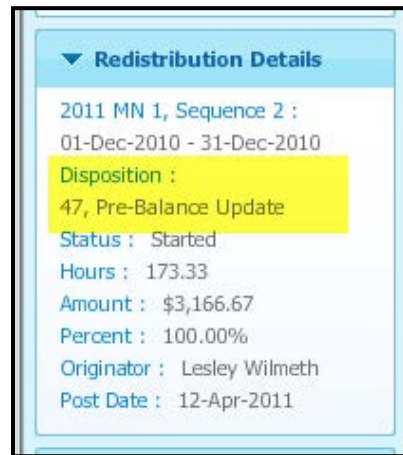 Redistribution Details
2011 MN 1, Sequence 2 :
01-Dec-2010 - 31-Dec-2010
Disposition :
47, Pre-Balance Update
Status : Started
Hours : 173.33
Amount : $3,166.67
Percent : 100.00%
Originator : Lesley Wilmeth
Post Date : 12-Apr-2011